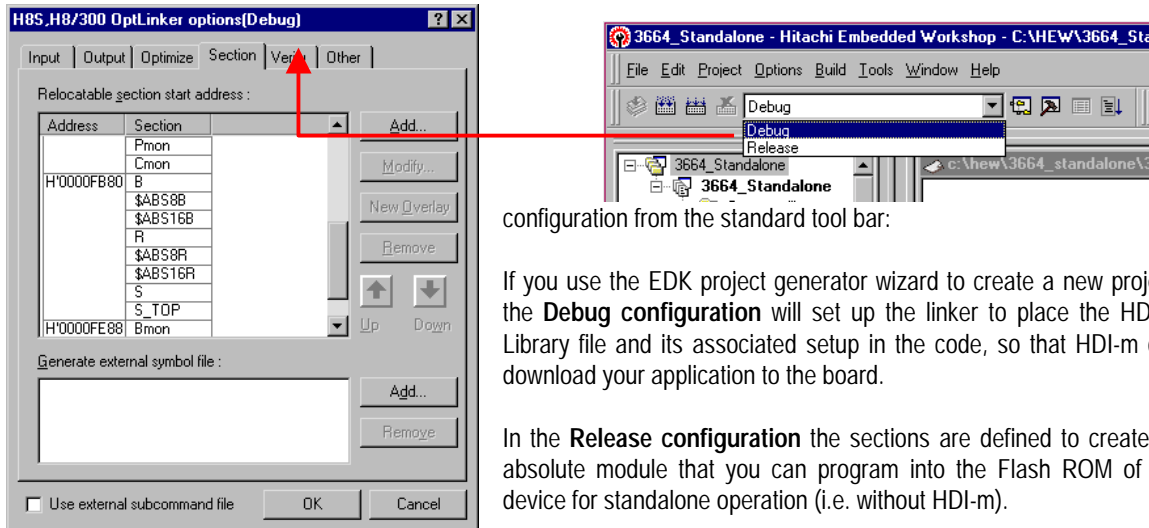 H8S,H8/300 OptLinker options(Debug)
Input Output Optimize Section Verify Other
Relocatable section start address :
Address Section
Pmon
Cmon
H'0000FB80 B
$ABS8B
$ABS16B
R
$ABS8R
$ABS16R
S
S_TOP
H'0000FE88 Bmon
Add...
Modify...
New Overlay
Remove
Up Down
Generate external symbol file :
Add...
Remove
Use external subcommand file
OK Cancel
3664_Standalone - Hitachi Embedded Workshop - C:\HEW\3664_Sta
File Edit Project Options Build Tools Window Help
Debug
Debug
Release
3664_Standalone
3664_Standalone
c:\hew\3664_standalone\3
configuration from the standard tool bar:
If you use the EDK project generator wizard to create a new proje
the Debug configuration will set up the linker to place the HD
Library file and its associated setup in the code, so that HDI-m
download your application to the board.
In the Release configuration the sections are defined to create
absolute module that you can program into the Flash ROM of
device for standalone operation (i.e. without HDI-m).